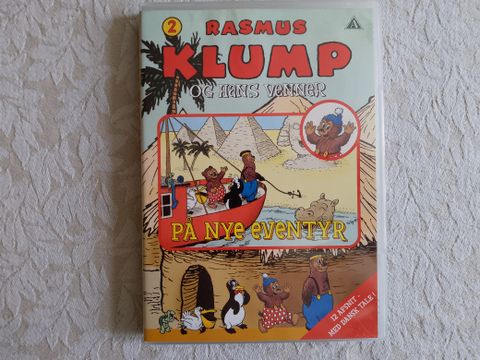 2
RASMUS
KLUMP
OG HANS VENNER
PÅ NYE EVENTYR
12 AFSNIT -
MED DANSK TALE!